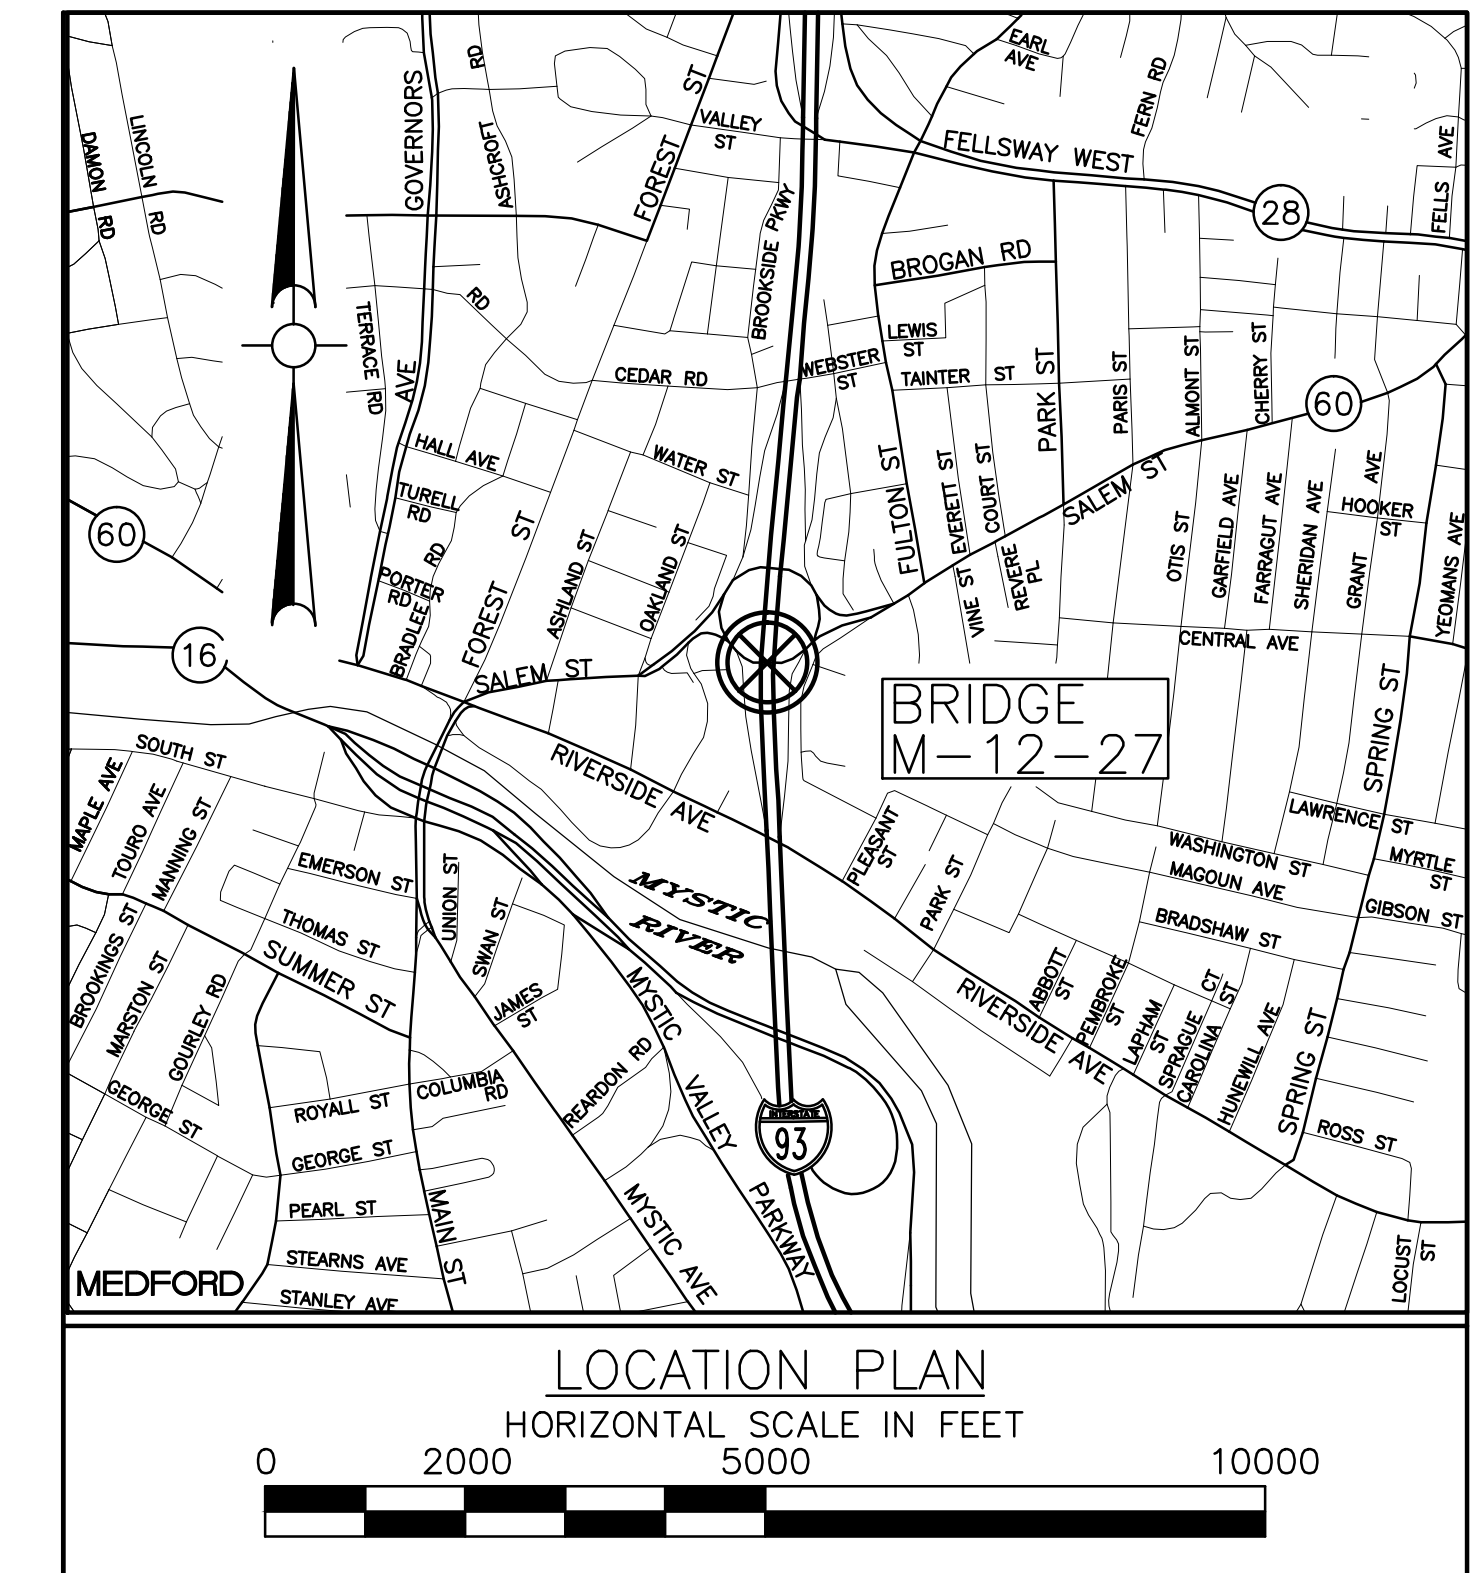 EARL
AVE
FERN RD
RD
GOVERNORS
ST
VALLEY
ST
DAMON
RD
LINCOLN
RD
ASHCROFT
FOREST
FELLSWAY WEST
FELLS AVE
28
BROOKSIDE PKWY
BROGAN RD
RD
TERRACE RD
AVE
LEWIS
ST
WEBSTER
ST
CEDAR RD
TAINTER ST
PARK ST
PARIS ST
ALMONT ST
CHERRY ST
60
HALL AVE
WATER ST
FULTON ST
EVERETT ST
COURT ST
SALEM ST
TURELL
RD
60
RD
ST
ASHLAND ST
OAKLAND ST
OTIS ST
GARFIELD AVE
FARRAGUT AVE
SHERIDAN AVE
GRANT AVE
HOOKER
ST
YEOMANS AVE
PORTER
RD
BRADLEE
FOREST
VINE ST
REVERE
PL
CENTRAL AVE
16
SALEM ST
BRIDGE
M-12-27
SPRING ST
SOUTH ST
MAPLE AVE
TOURO AVE
MANNING ST
RIVERSIDE AVE
PLEASANT
ST
LAWRENCE ST
WASHINGTON ST
MYRTLE
ST
MAGOUN AVE
GIBSON ST
EMERSON ST
UNION ST
MYSTIC
RIVER
PARK ST
BRADSHAW ST
THOMAS ST
SWAN ST
BROOKINGS ST
MARSTON ST
GOURLEY RD
SUMMER ST
JAMES
ST
MYSTIC
ABBOTT
ST
PEMBROKE
ST
LAPHAM
ST
SPRAGUE
CT
CAROLINA
ST
HUNEWILL AVE
SPRING ST
RIVERSIDE AVE
REARDON RD
COLUMBIA
RD
ROYALL ST
GEORGE ST
VALLEY
INTERSTATE
93
ROSS ST
GEORGE ST
PEARL ST
MAIN ST
MYSTIC AVE
PARKWAY
STEARNS AVE
LOCUST
ST
MEDFORD
STANLEY AVE
LOCATION PLAN
HORIZONTAL SCALE IN FEET
0 2000 5000 10000